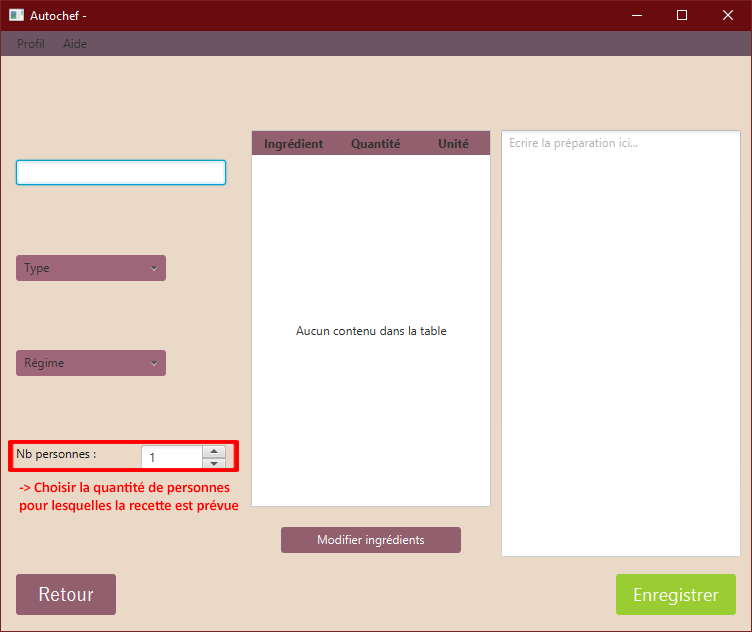 Autochef -
Profil Aide
Ingrédient Quantité Unité
Ecrire la préparation ici...
Type
Aucun contenu dans la table
Régime
Nb personnes : 1
-> Choisir la quantité de personnes
pour lesquelles la recette est prévue
Modifier ingrédients
Retour
Enregistrer